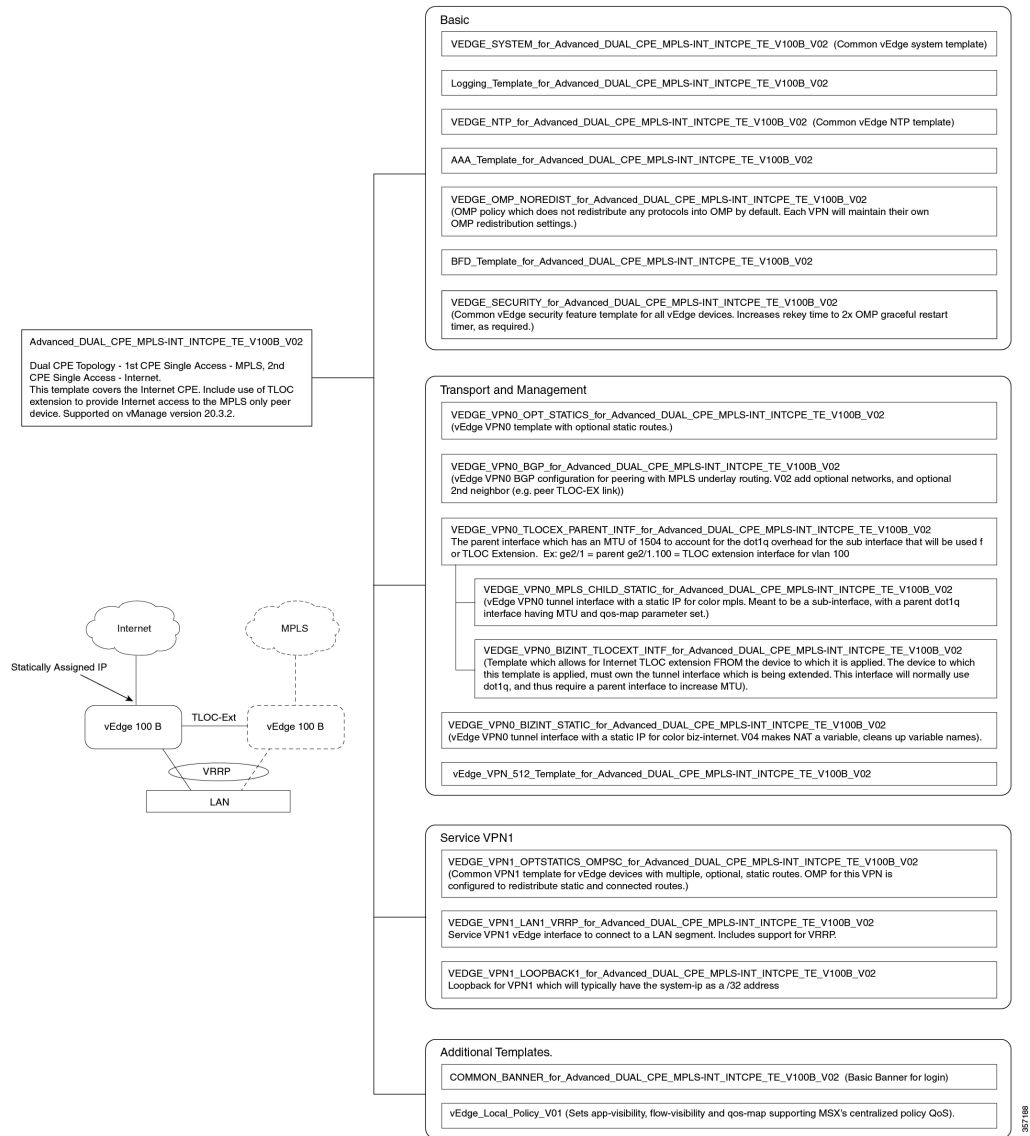 Basic
VEDGE_SYSTEM_for_Advanced_DUAL_CPE_MPLS-INT_INTCPE_TE_V100B_V02 (Common vEdge system template)
Logging_Template_for_Advanced_DUAL_CPE_MPLS-INT_INTCPE_TE_V100B_V02
VEDGE_NTP_for_Advanced_DUAL_CPE_MPLS-INT_INTCPE_TE_V100B_V02 (Common vEdge NTP template)
AAA_Template_for_Advanced_DUAL_CPE_MPLS-INT_INTCPE_TE_V100B_V02
VEDGE_OMP_NOREDIST_for_Advanced_DUAL_CPE_MPLS-INT_INTCPE_TE_V100B_V02
(OMP policy which does not redistribute any protocols into OMP by default. Each VPN will maintain their own
OMP redistribution settings.)
BFD_Template_for_Advanced_DUAL_CPE_MPLS-INT_INTCPE_TE_V100B_V02
VEDGE_SECURITY_for_Advanced_DUAL_CPE_MPLS-INT_INTCPE_TE_V100B_V02
(Common vEdge security feature template for all vEdge devices. Increases rekey time to 2x OMP graceful restart
timer, as required.)
Advanced_DUAL_CPE_MPLS-INT_INTCPE_TE_V100B_V02
Dual CPE Topology - 1st CPE Single Access - MPLS, 2nd
CPE Single Access - Internet.
This template covers the Internet CPE. Include use of TLOC
extension to provide Internet access to the MPLS only peer
device. Supported on vManage version 20.3.2.
Transport and Management
VEDGE_VPN0_OPT_STATICS_for_Advanced_DUAL_CPE_MPLS-INT_INTCPE_TE_V100B_V02
(vEdge VPN0 template with optional static routes.)
VEDGE_VPN0_BGP_for_Advanced_DUAL_CPE_MPLS-INT_INTCPE_TE_V100B_V02
(vEdge VPN0 BGP configuration for peering with MPLS underlay routing. V02 add optional networks, and optional
2nd neighbor (e.g. peer TLOC-EX link))
VEDGE_VPN0_TLOCEX_PARENT_INTF_for_Advanced_DUAL_CPE_MPLS-INT_INTCPE_TE_V100B_V02
The parent interface which has an MTU of 1504 to account for the dot1q overhead for the sub interface that will be used f
or TLOC Extension. Ex: ge2/1 = parent ge2/1.100 = TLOC extension interface for vlan 100
VEDGE_VPN0_MPLS_CHILD_STATIC_for_Advanced_DUAL_CPE_MPLS-INT_INTCPE_TE_V100B_V02
(vEdge VPN0 tunnel interface with a static IP for color mpls. Meant to be a sub-interface, with a parent dot1q
interface having MTU and qos-map parameter set.)
VEDGE_VPN0_BIZINT_TLOCEXT_INTF_for_Advanced_DUAL_CPE_MPLS-INT_INTCPE_TE_V100B_V02
(Template which allows for Internet TLOC extension FROM the device to which it is applied. The device to which
this template is applied, must own the tunnel interface which is being extended. This interface will normally use
dot1q, and thus require a parent interface to increase MTU).
VEDGE_VPN0_BIZINT_STATIC_for_Advanced_DUAL_CPE_MPLS-INT_INTCPE_TE_V100B_V02
(vEdge VPN0 tunnel interface with a static IP for color biz-internet. V04 makes NAT a variable, cleans up variable names).
vEdge_VPN_512_Template_for_Advanced_DUAL_CPE_MPLS-INT_INTCPE_TE_V100B_V02
Internet
MPLS
Statically Assigned IP
vEdge 100 B
TLOC-Ext
vEdge 100 B
VRRP
LAN
Service VPN1
VEDGE_VPN1_OPTSTATICS_OMPSC_for_Advanced_DUAL_CPE_MPLS-INT_INTCPE_TE_V100B_V02
(Common VPN1 template for vEdge devices with multiple, optional, static routes. OMP for this VPN is
configured to redistribute static and connected routes.)
VEDGE_VPN1_LAN1_VRRP_for_Advanced_DUAL_CPE_MPLS-INT_INTCPE_TE_V100B_V02
Service VPN1 vEdge interface to connect to a LAN segment. Includes support for VRRP.
VEDGE_VPN1_LOOPBACK1_for_Advanced_DUAL_CPE_MPLS-INT_INTCPE_TE_V100B_V02
Loopback for VPN1 which will typically have the system-ip as a /32 address
Additional Templates.
COMMON_BANNER_for_Advanced_DUAL_CPE_MPLS-INT_INTCPE_TE_V100B_V02 (Basic Banner for login)
vEdge_Local_Policy_V01 (Sets app-visibility, flow-visibility and qos-map supporting MSX's centralized policy QoS).
357188